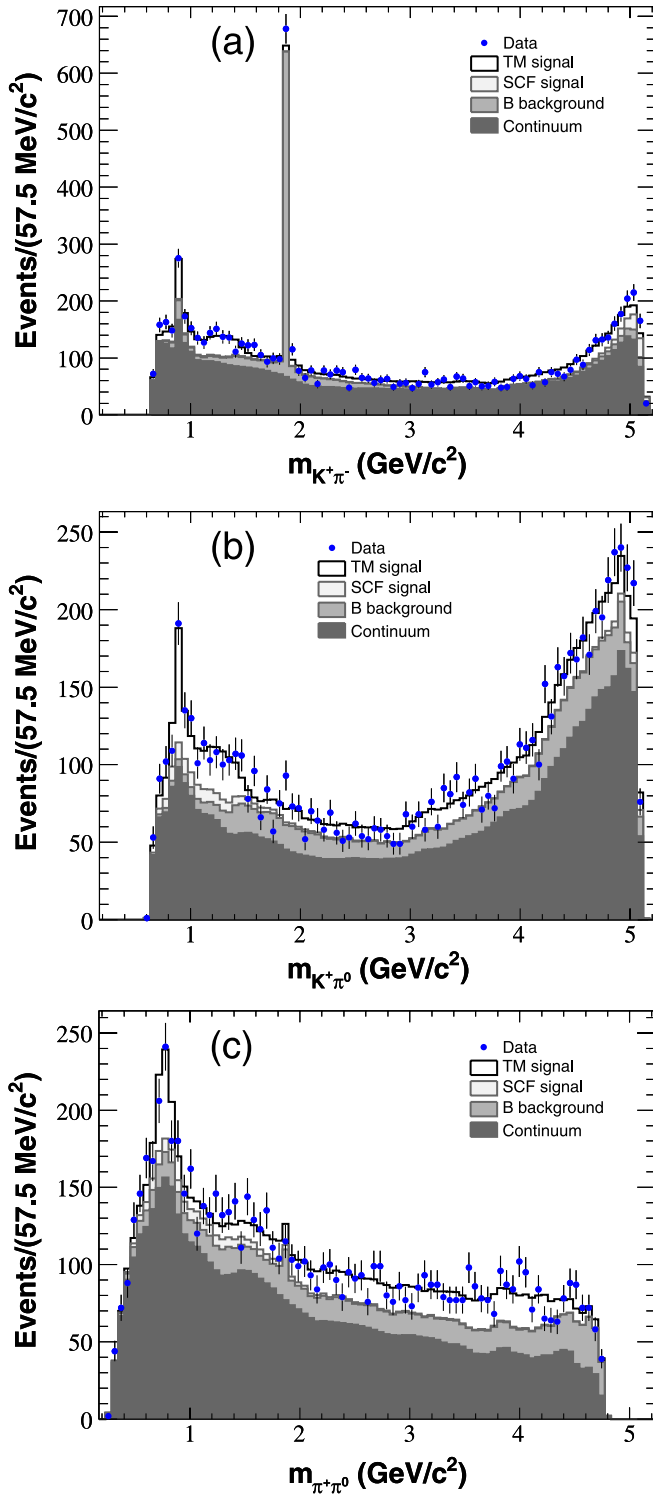 (a)
Data
TM signal
SCF signal
B background
Continuum
Events/(57.5 MeV/c²)
700
600
500
400
300
200
100
0
1 2 3 4 5
m_K⁺π⁻ (GeV/c²)
(b)
Data
TM signal
SCF signal
B background
Continuum
Events/(57.5 MeV/c²)
250
200
150
100
50
0
1 2 3 4 5
m_K⁺π⁰ (GeV/c²)
(c)
Data
TM signal
SCF signal
B background
Continuum
Events/(57.5 MeV/c²)
250
200
150
100
50
0
1 2 3 4 5
m_π⁺π⁰ (GeV/c²)